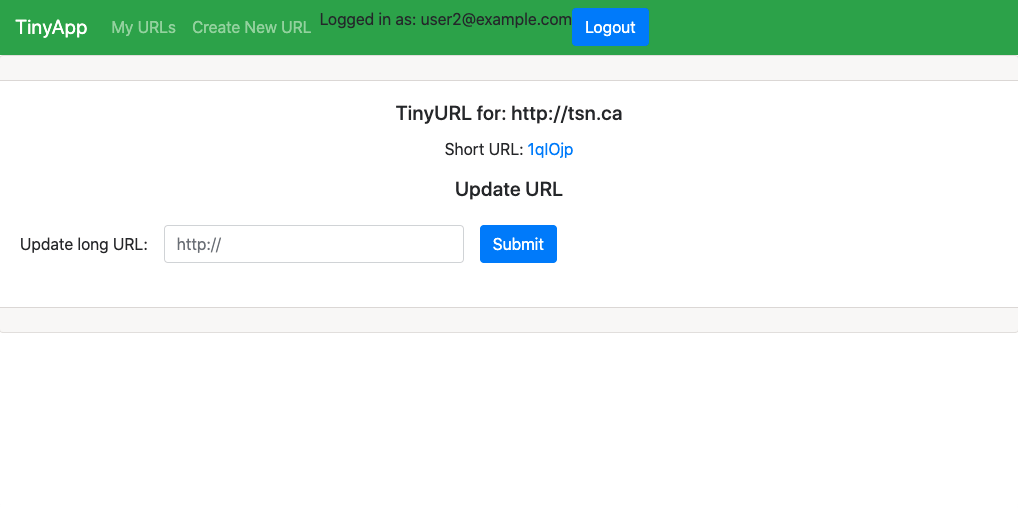 TinyApp My URLs Create New URL Logged in as: user2@example.com Logout
TinyURL for: http://tsn.ca
Short URL: 1qlOjp
Update URL
Update long URL: http:// Submit